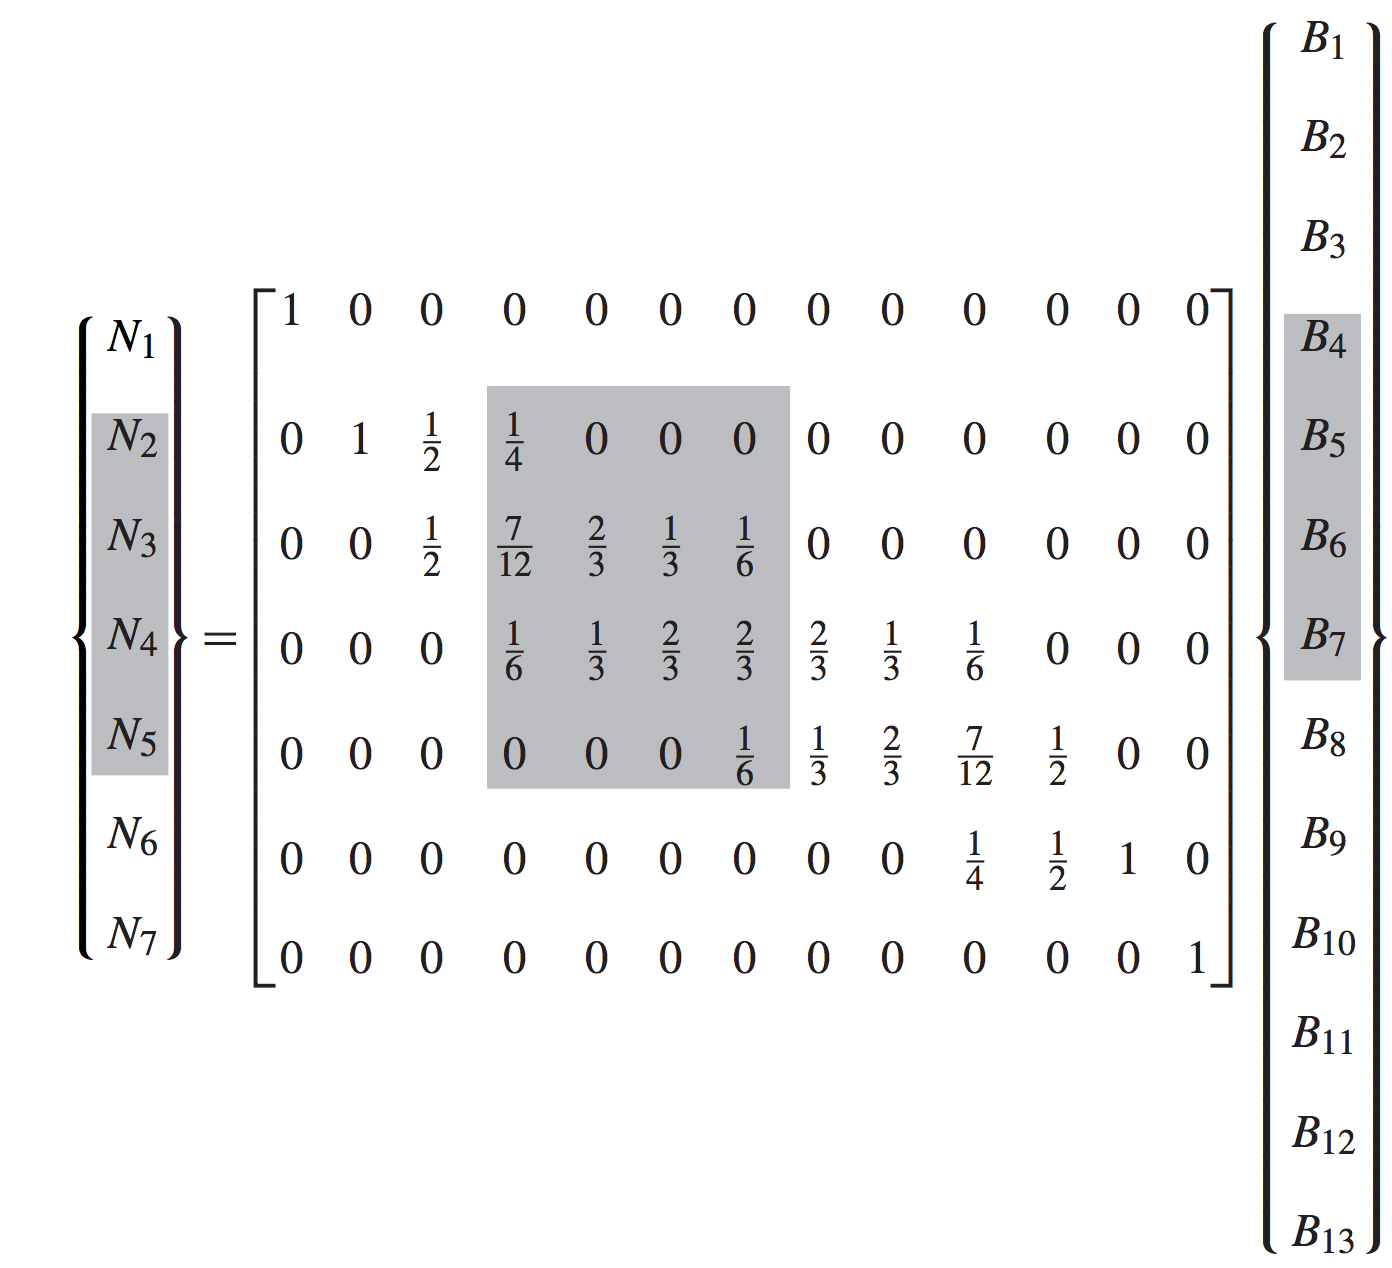 N₁ 1 0 0 0 0 0 0 0 0 0 0 0 0 B₁
N₂ 0 1 1/2 1/4 0 0 0 0 0 0 0 0 0 B₂
N₃ 0 0 1/2 7/12 2/3 1/3 1/6 0 0 0 0 0 0 B₃
N₄ = 0 0 0 1/6 1/3 2/3 2/3 2/3 1/3 1/6 0 0 0 B₄
N₅ 0 0 0 0 0 0 1/6 1/3 2/3 7/12 1/2 0 0 B₅
N₆ 0 0 0 0 0 0 0 0 0 1/4 1/2 1 0 B₆
N₇ 0 0 0 0 0 0 0 0 0 0 0 0 1 B₇
B₈
B₉
B₁₀
B₁₁
B₁₂
B₁₃